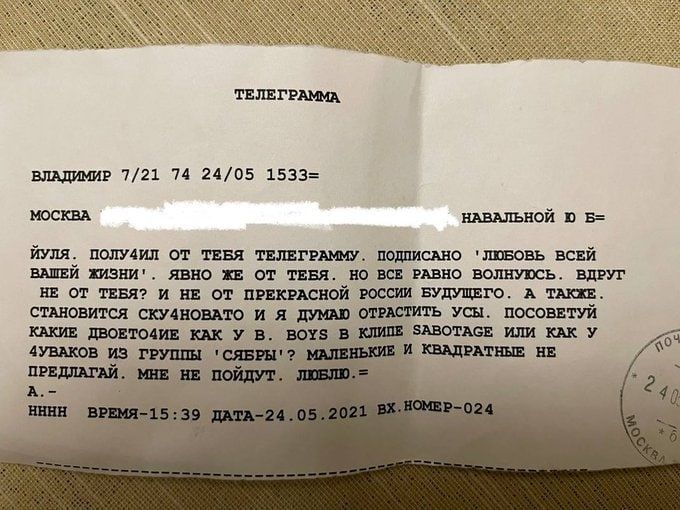 ТЕЛЕГРАММА
ВЛАДИМИР 7/21 74 24/05 1533=
МОСКВА НАВАЛЬНОЙ Ю Б=
ЙУЛЯ. ПОЛУ4ИЛ ОТ ТЕБЯ ТЕЛЕГРАММУ. ПОДПИСАНО 'ЛЮБОВЬ ВСЕЙ
ВАШЕЙ ЖИЗНИ'. ЯВНО ЖЕ ОТ ТЕБЯ. НО ВСЕ РАВНО ВОЛНУЮСЬ. ВДРУГ
НЕ ОТ ТЕБЯ? И НЕ ОТ ПРЕКРАСНОЙ РОССИИ БУДУЩЕГО. А ТАКЖЕ.
СТАНОВИТСЯ СКУ4НОВАТО И Я ДУМАЮ ОТРАСТИТЬ УСЫ. ПОСОВЕТУЙ
КАКИЕ ДВОЕТО4ИЕ КАК У B. BOYS В КЛИПЕ SABOTAGE ИЛИ КАК У
4УВАКОВ ИЗ ГРУППЫ 'СЯБРЫ'? МАЛЕНЬКИЕ И КВАДРАТНЫЕ НЕ
ПРЕДЛАГАЙ. МНЕ НЕ ПОЙДУТ. ЛЮБЛЮ.=
А.-
НННН ВРЕМЯ-15:39 ДАТА-24.05.2021 ВХ.НОМЕР-024